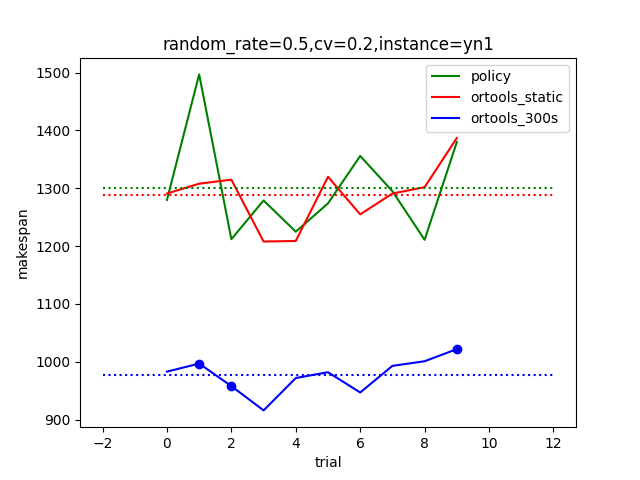 random_rate=0.5,cv=0.2,instance=yn1
policy
ortools_static
ortools_300s
makespan
1500
1400
1300
1200
1100
1000
900
−2 0 2 4 6 8 10 12
trial